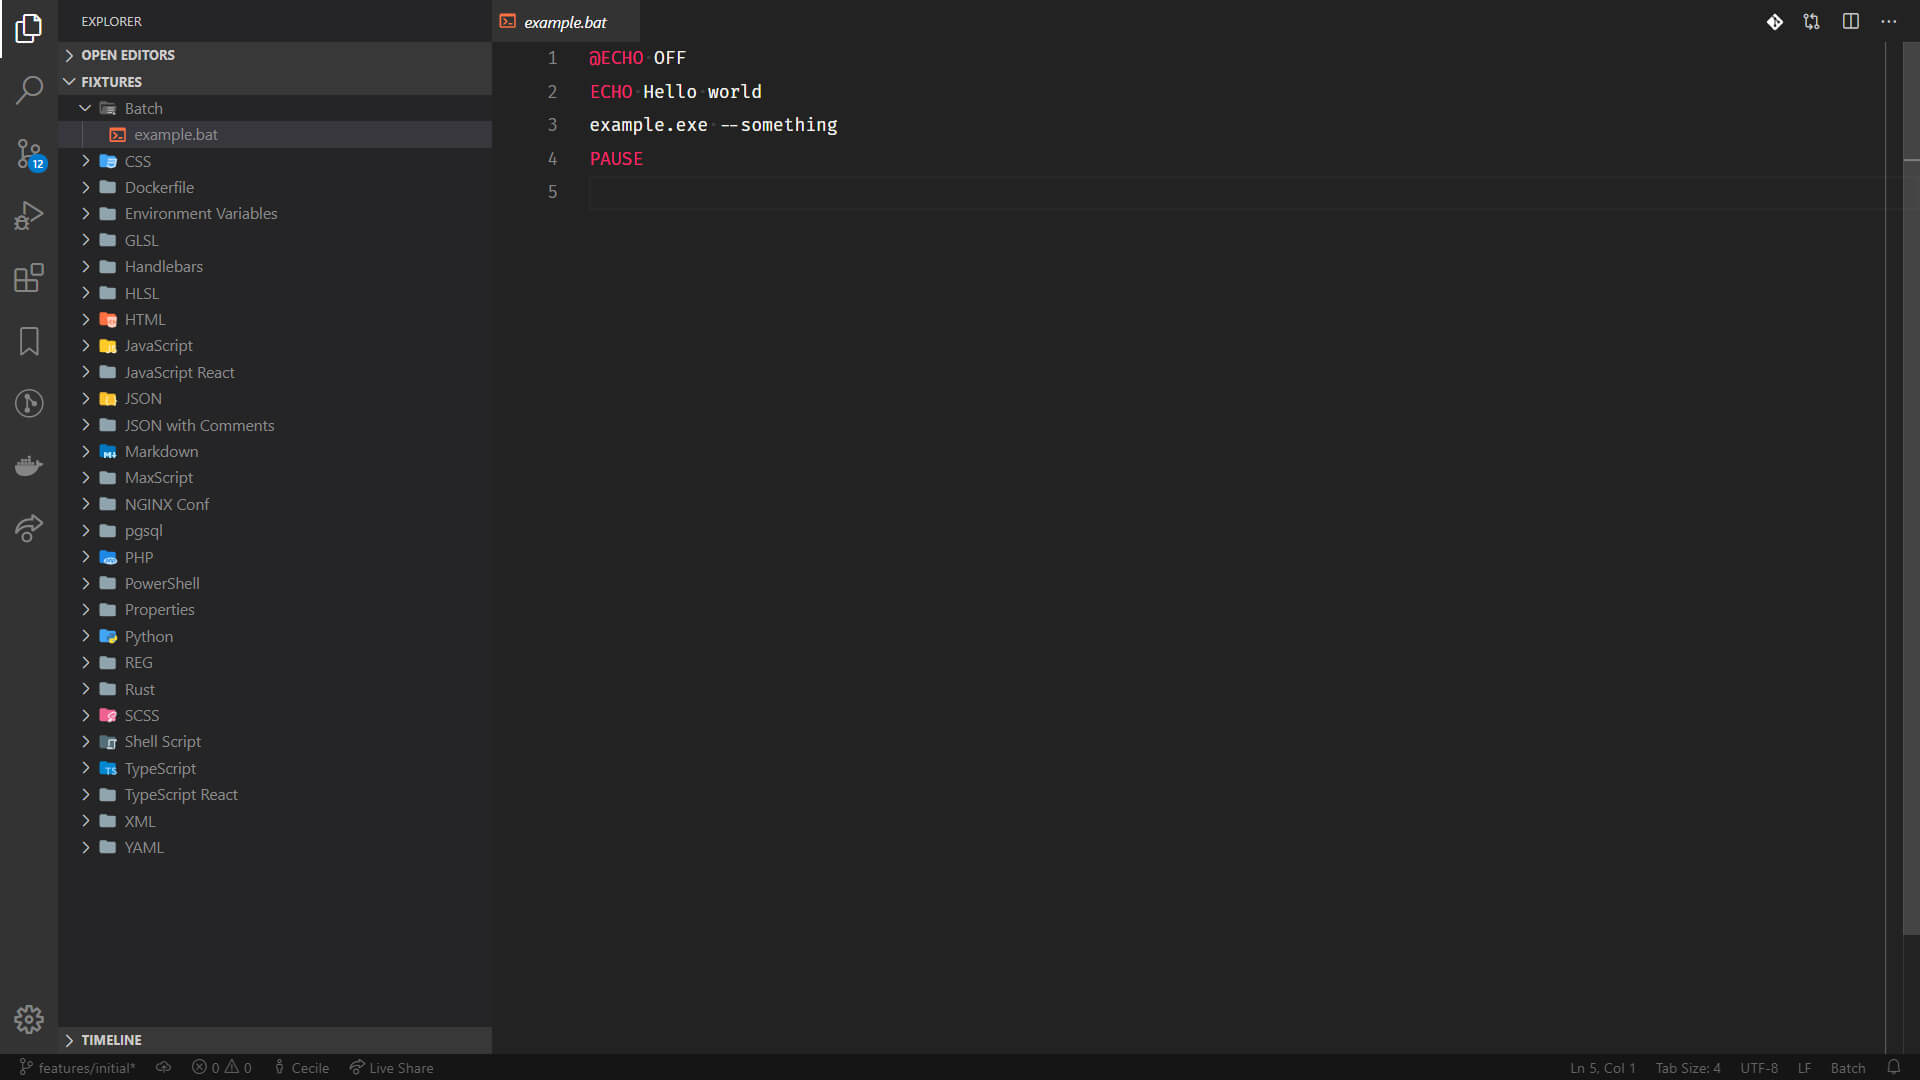 EXPLORER
OPEN EDITORS
FIXTURES
Batch
example.bat
CSS
Dockerfile
Environment Variables
GLSL
Handlebars
HLSL
HTML
JavaScript
JavaScript React
JSON
JSON with Comments
Markdown
MaxScript
NGINX Conf
pgsql
PHP
PowerShell
Properties
Python
REG
Rust
SCSS
Shell Script
TypeScript
TypeScript React
XML
YAML
TIMELINE
12
example.bat
1 @ECHO OFF
2 ECHO Hello world
3 example.exe --something
4 PAUSE
5
features/initial* 0 0 Cecile Live Share
Ln 5, Col 1 Tab Size: 4 UTF-8 LF Batch